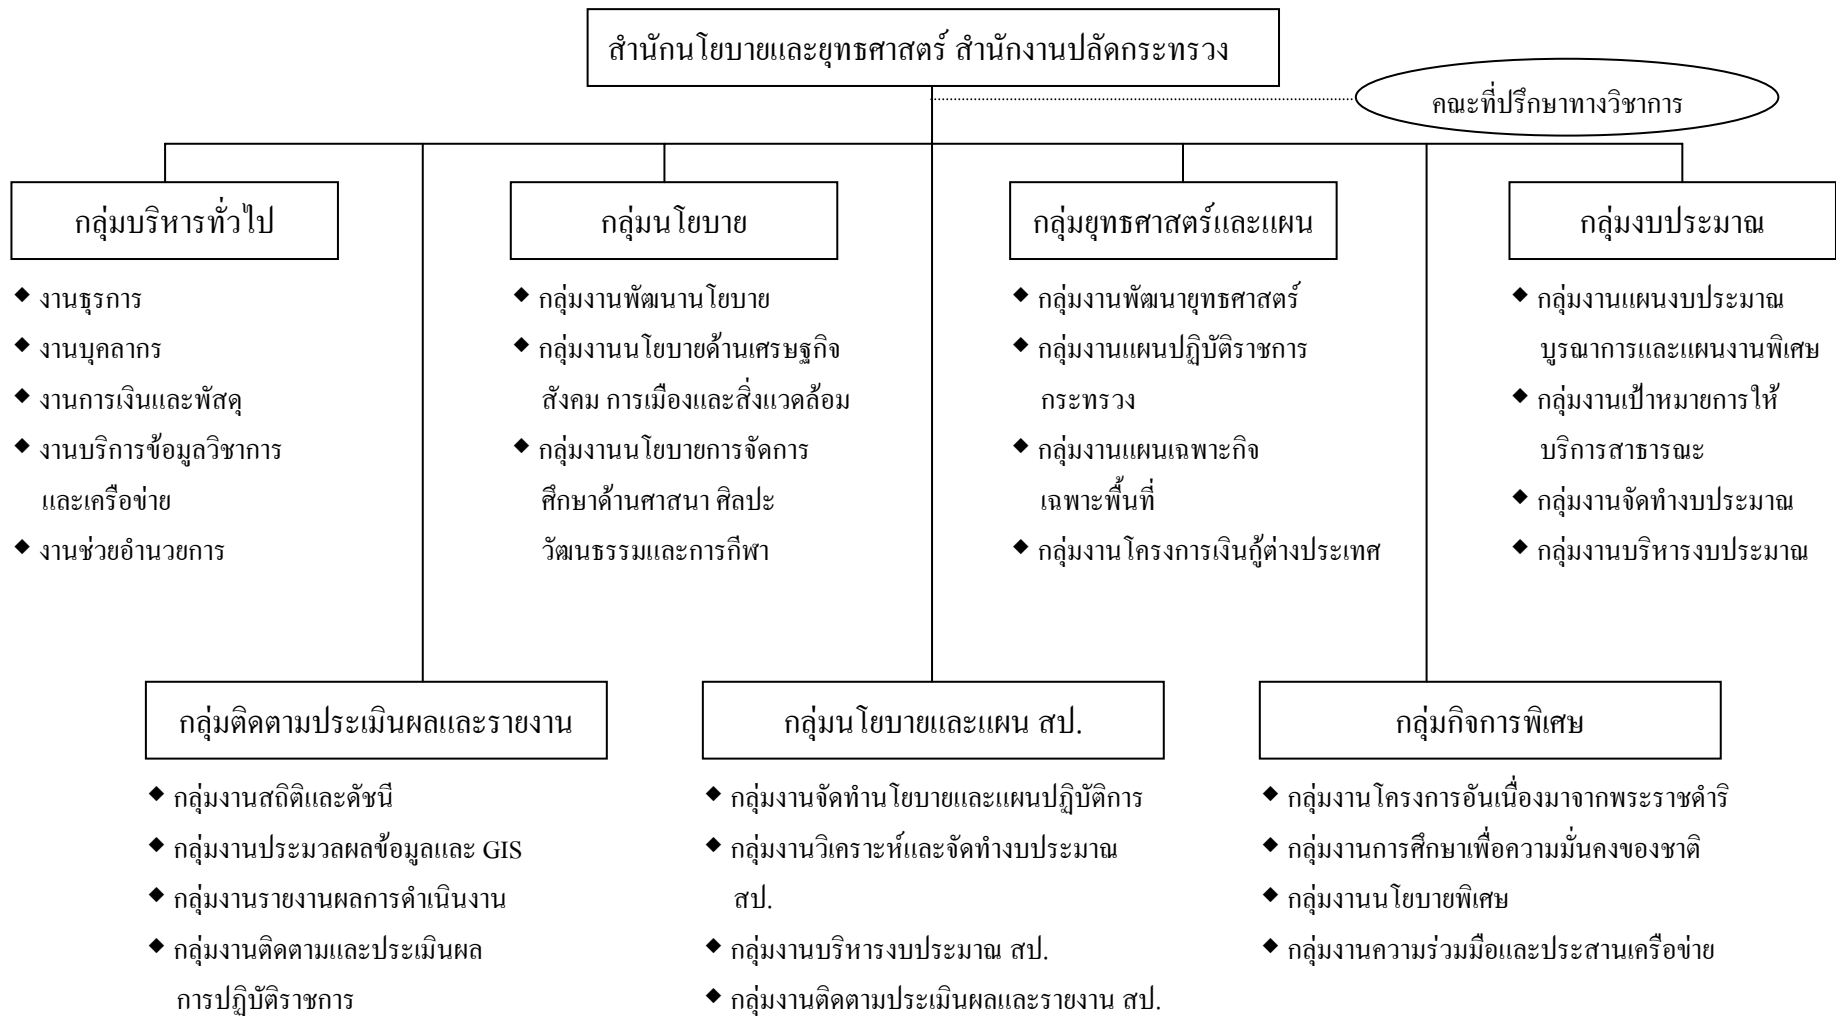 สำนักนโยบายและยุทธศาสตร์ สำนักงานปลัดกระทรวง
คณะที่ปรึกษาทางวิชาการ
กลุ่มบริหารทั่วไป
◆ งานธุรการ
◆ งานบุคลากร
◆ งานการเงินและพัสดุ
◆ งานบริการข้อมูลวิชาการ
และเครือข่าย
◆ งานช่วยอำนวยการ
กลุ่มนโยบาย
◆ กลุ่มงานพัฒนานโยบาย
◆ กลุ่มงานนโยบายด้านเศรษฐกิจ
สังคม การเมืองและสิ่งแวดล้อม
◆ กลุ่มงานนโยบายการจัดการ
ศึกษาด้านศาสนา ศิลปะ
วัฒนธรรมและการกีฬา
กลุ่มยุทธศาสตร์และแผน
◆ กลุ่มงานพัฒนายุทธศาสตร์
◆ กลุ่มงานแผนปฏิบัติราชการ
กระทรวง
◆ กลุ่มงานแผนเฉพาะกิจ
เฉพาะพื้นที่
◆ กลุ่มงานโครงการเงินกู้ต่างประเทศ
กลุ่มงบประมาณ
◆ กลุ่มงานแผนงบประมาณ
บูรณาการและแผนงานพิเศษ
◆ กลุ่มงานเป้าหมายการให้
บริการสาธารณะ
◆ กลุ่มงานจัดทำงบประมาณ
◆ กลุ่มงานบริหารงบประมาณ
กลุ่มติดตามประเมินผลและรายงาน
◆ กลุ่มงานสถิติและดัชนี
◆ กลุ่มงานประมวลผลข้อมูลและ GIS
◆ กลุ่มงานรายงานผลการดำเนินงาน
◆ กลุ่มงานติดตามและประเมินผล
การปฏิบัติราชการ
กลุ่มนโยบายและแผน สป.
◆ กลุ่มงานจัดทำนโยบายและแผนปฏิบัติการ
◆ กลุ่มงานวิเคราะห์และจัดทำงบประมาณ
สป.
◆ กลุ่มงานบริหารงบประมาณ สป.
◆ กลุ่มงานติดตามประเมินผลและรายงาน สป.
กลุ่มกิจการพิเศษ
◆ กลุ่มงานโครงการอันเนื่องมาจากพระราชดำริ
◆ กลุ่มงานการศึกษาเพื่อความมั่นคงของชาติ
◆ กลุ่มงานนโยบายพิเศษ
◆ กลุ่มงานความร่วมมือและประสานเครือข่าย